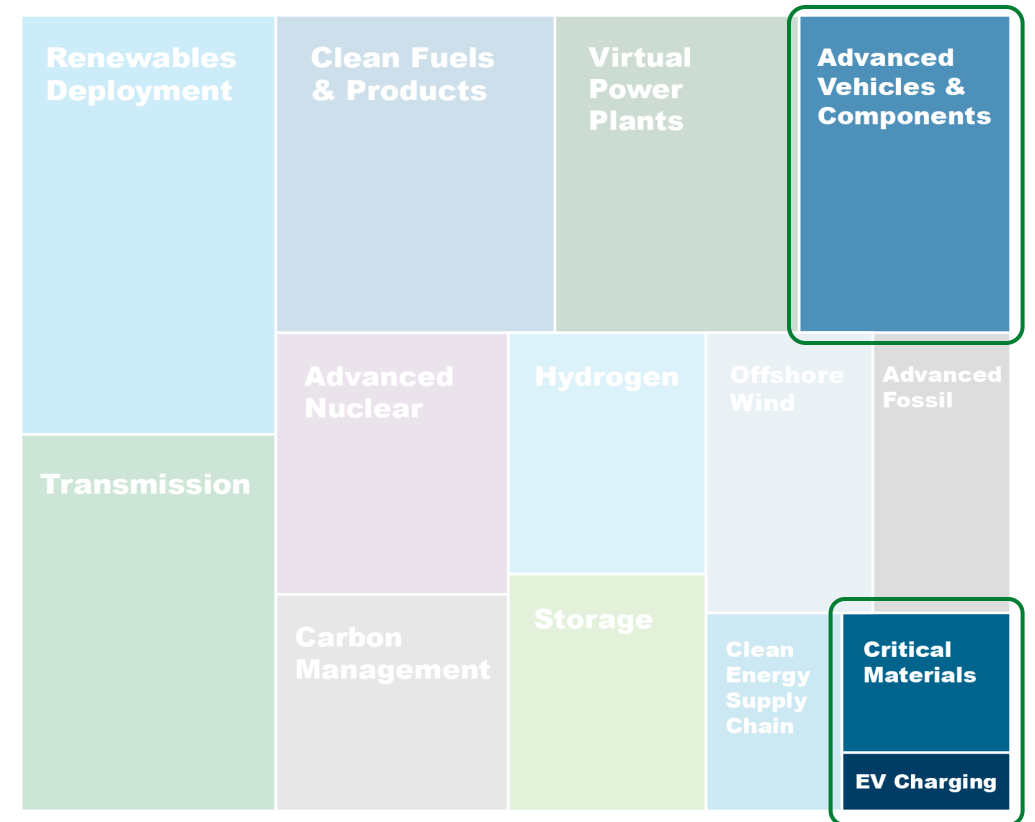 Renewables
Deployment
Clean Fuels
& Products
Virtual
Power
Plants
Advanced
Vehicles &
Components
Advanced
Nuclear
Hydrogen
Offshore
Wind
Advanced
Fossil
Transmission
Carbon
Management
Storage
Clean
Energy
Supply
Chain
Critical
Materials
EV Charging